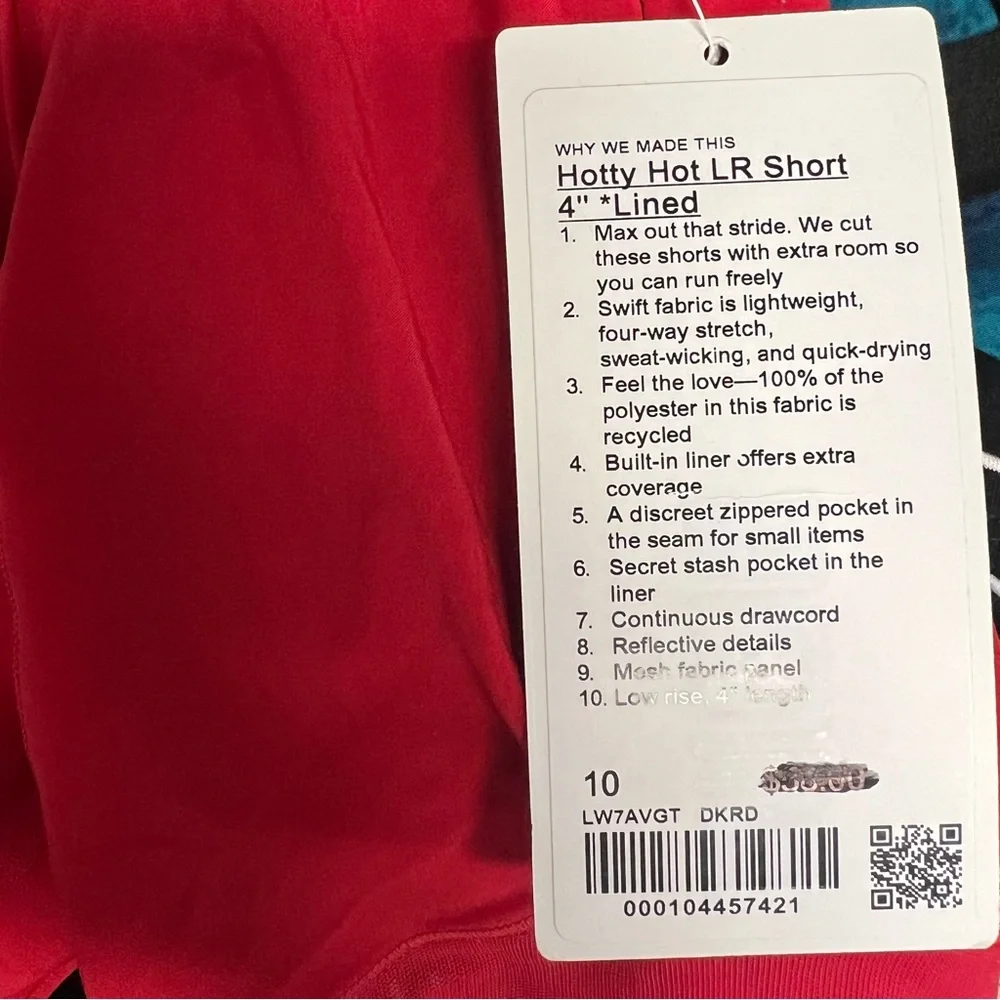 WHY WE MADE THIS
Hotty Hot LR Short
4" *Lined
1. Max out that stride. We cut
these shorts with extra room so
you can run freely
2. Swift fabric is lightweight,
four-way stretch,
sweat-wicking, and quick-drying
3. Feel the love—100% of the
polyester in this fabric is
recycled
4. Built-in liner offers extra
coverage
5. A discreet zippered pocket in
the seam for small items
6. Secret stash pocket in the
liner
7. Continuous drawcord
8. Reflective details
9. Mesh fabric panel
10. Low rise, 4" length
10
LW7AVGT DKRD
000104457421